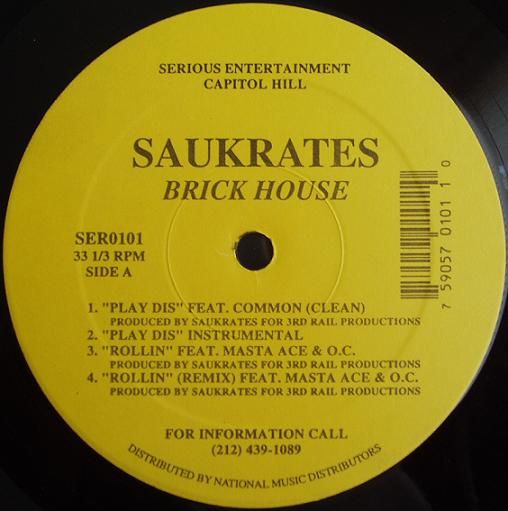 SERIOUS ENTERTAINMENT
CAPITOL HILL
SAUKRATES
BRICK HOUSE
SER0101
33 1/3 RPM
SIDE A
7 59057 0101 1 0
1. "PLAY DIS" FEAT. COMMON (CLEAN)
PRODUCED BY SAUKRATES FOR 3RD RAIL PRODUCTIONS
2. "PLAY DIS" INSTRUMENTAL
3. "ROLLIN" FEAT. MASTA ACE & O.C.
PRODUCED BY SAUKRATES FOR 3RD RAIL PRODUCTIONS
4. "ROLLIN" (REMIX) FEAT. MASTA ACE & O.C.
PRODUCED BY SAUKRATES FOR 3RD RAIL PRODUCTIONS
FOR INFORMATION CALL
(212) 439-1089
DISTRIBUTED BY NATIONAL MUSIC DISTRIBUTORS